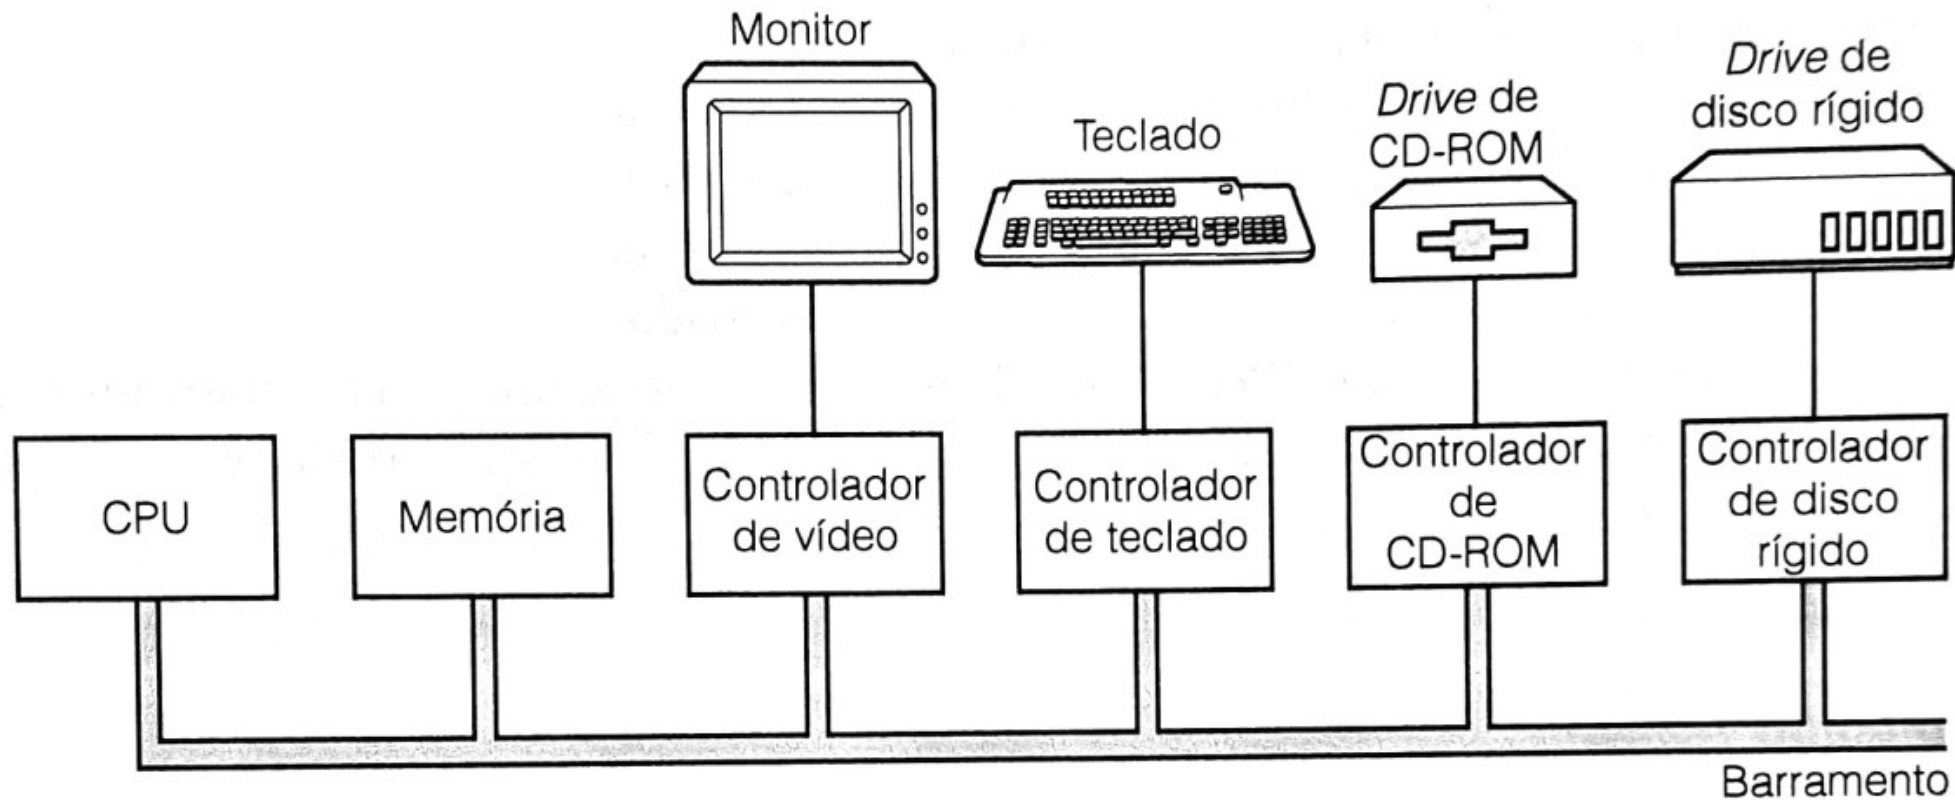 Monitor
Teclado
Drive de
CD-ROM
Drive de
disco rígido
CPU
Memória
Controlador
de vídeo
Controlador
de teclado
Controlador
de
CD-ROM
Controlador
de disco
rígido
Barramento